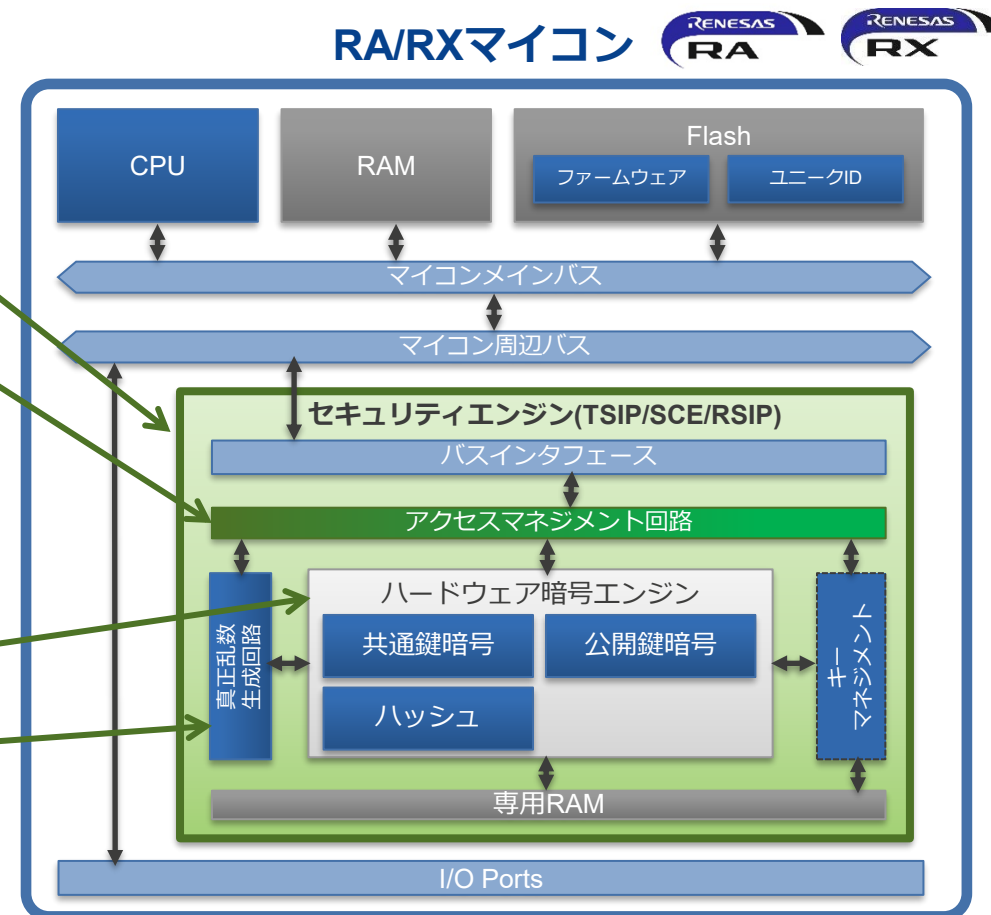 RA/RXマイコン
RENESAS
RA
RENESAS
RX
CPU
RAM
Flash
ファームウェア
ユニークID
マイコンメインバス
マイコン周辺バス
セキュリティエンジン(TSIP/SCE/RSIP)
バスインタフェース
アクセスマネジメント回路
真正乱数
生成回路
ハードウェア暗号エンジン
共通鍵暗号
公開鍵暗号
ハッシュ
キー
マネジメント
専用RAM
I/O Ports